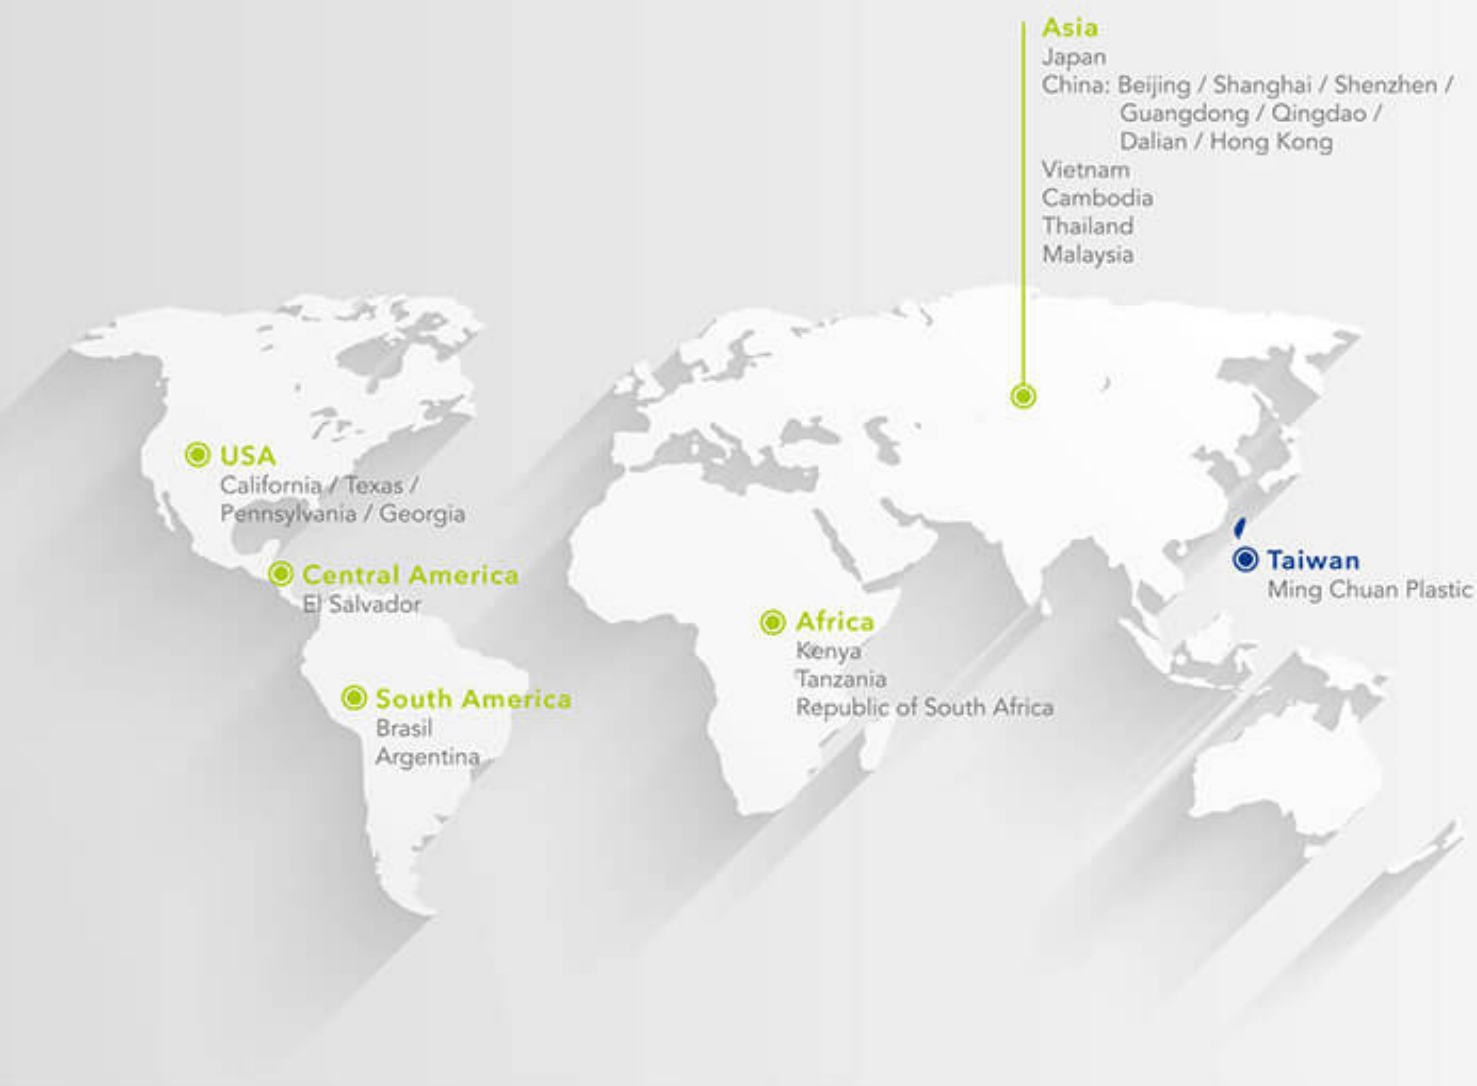 Asia
Japan
China: Beijing / Shanghai / Shenzhen /
Guangdong / Qingdao /
Dalian / Hong Kong
Vietnam
Cambodia
Thailand
Malaysia
USA
California / Texas /
Pennsylvania / Georgia
Central America
El Salvador
South America
Brasil
Argentina
Africa
Kenya
Tanzania
Republic of South Africa
Taiwan
Ming Chuan Plastic